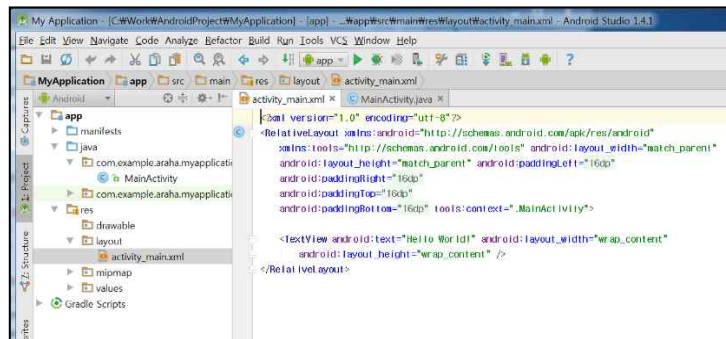 My Application - [C:₩Work₩AndroidProject₩MyApplication] - [app] - ...₩app₩src₩main₩res₩layout₩activity_main.xml - Android Studio 1.4.1
File Edit View Navigate Code Analyze Refactor Build Run Tools VCS Window Help
app
MyApplication app src main res layout activity_main.xml
Android activity_main.xml × MainActivity.java ×
Captures
1: Project
7: Structure
app
manifests
java
com.example.araha.myapplicati
MainActivity
com.example.araha.myapplicati
res
drawable
layout
activity_main.xml
mipmap
values
Gradle Scripts
<?xml version="1.0" encoding="utf-8"?>
<RelativeLayout xmlns:android="http://schemas.android.com/apk/res/android"
xmlns:tools="http://schemas.android.com/tools" android:layout_width="match_parent"
android:layout_height="match_parent" android:paddingLeft="16dp"
android:paddingRight="16dp"
android:paddingTop="16dp"
android:paddingBottom="16dp" tools:context=".MainActivity">
<TextView android:text="Hello World!" android:layout_width="wrap_content"
android:layout_height="wrap_content" />
</RelativeLayout>